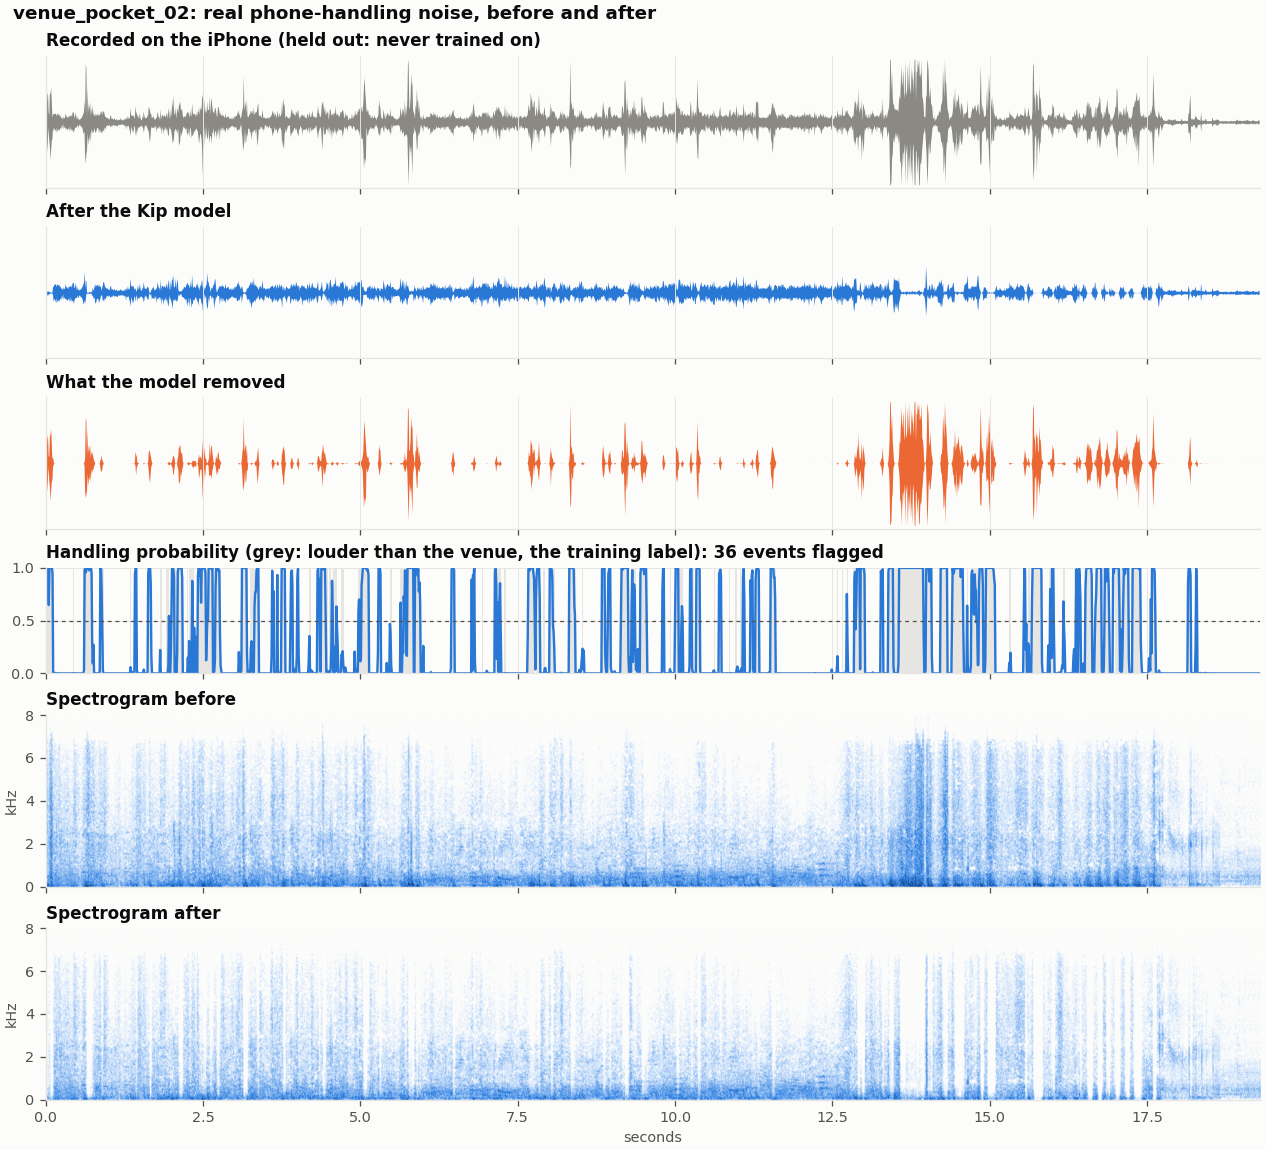 venue_pocket_02: real phone-handling noise, before and after
Recorded on the iPhone (held out: never trained on)
After the Kip model
What the model removed
Handling probability (grey: louder than the venue, the training label): 36 events flagged
1.0
0.5
0.0
Spectrogram before
8
6
4
2
0
kHz
Spectrogram after
8
6
4
2
0
kHz
0.0 2.5 5.0 7.5 10.0 12.5 15.0 17.5
seconds